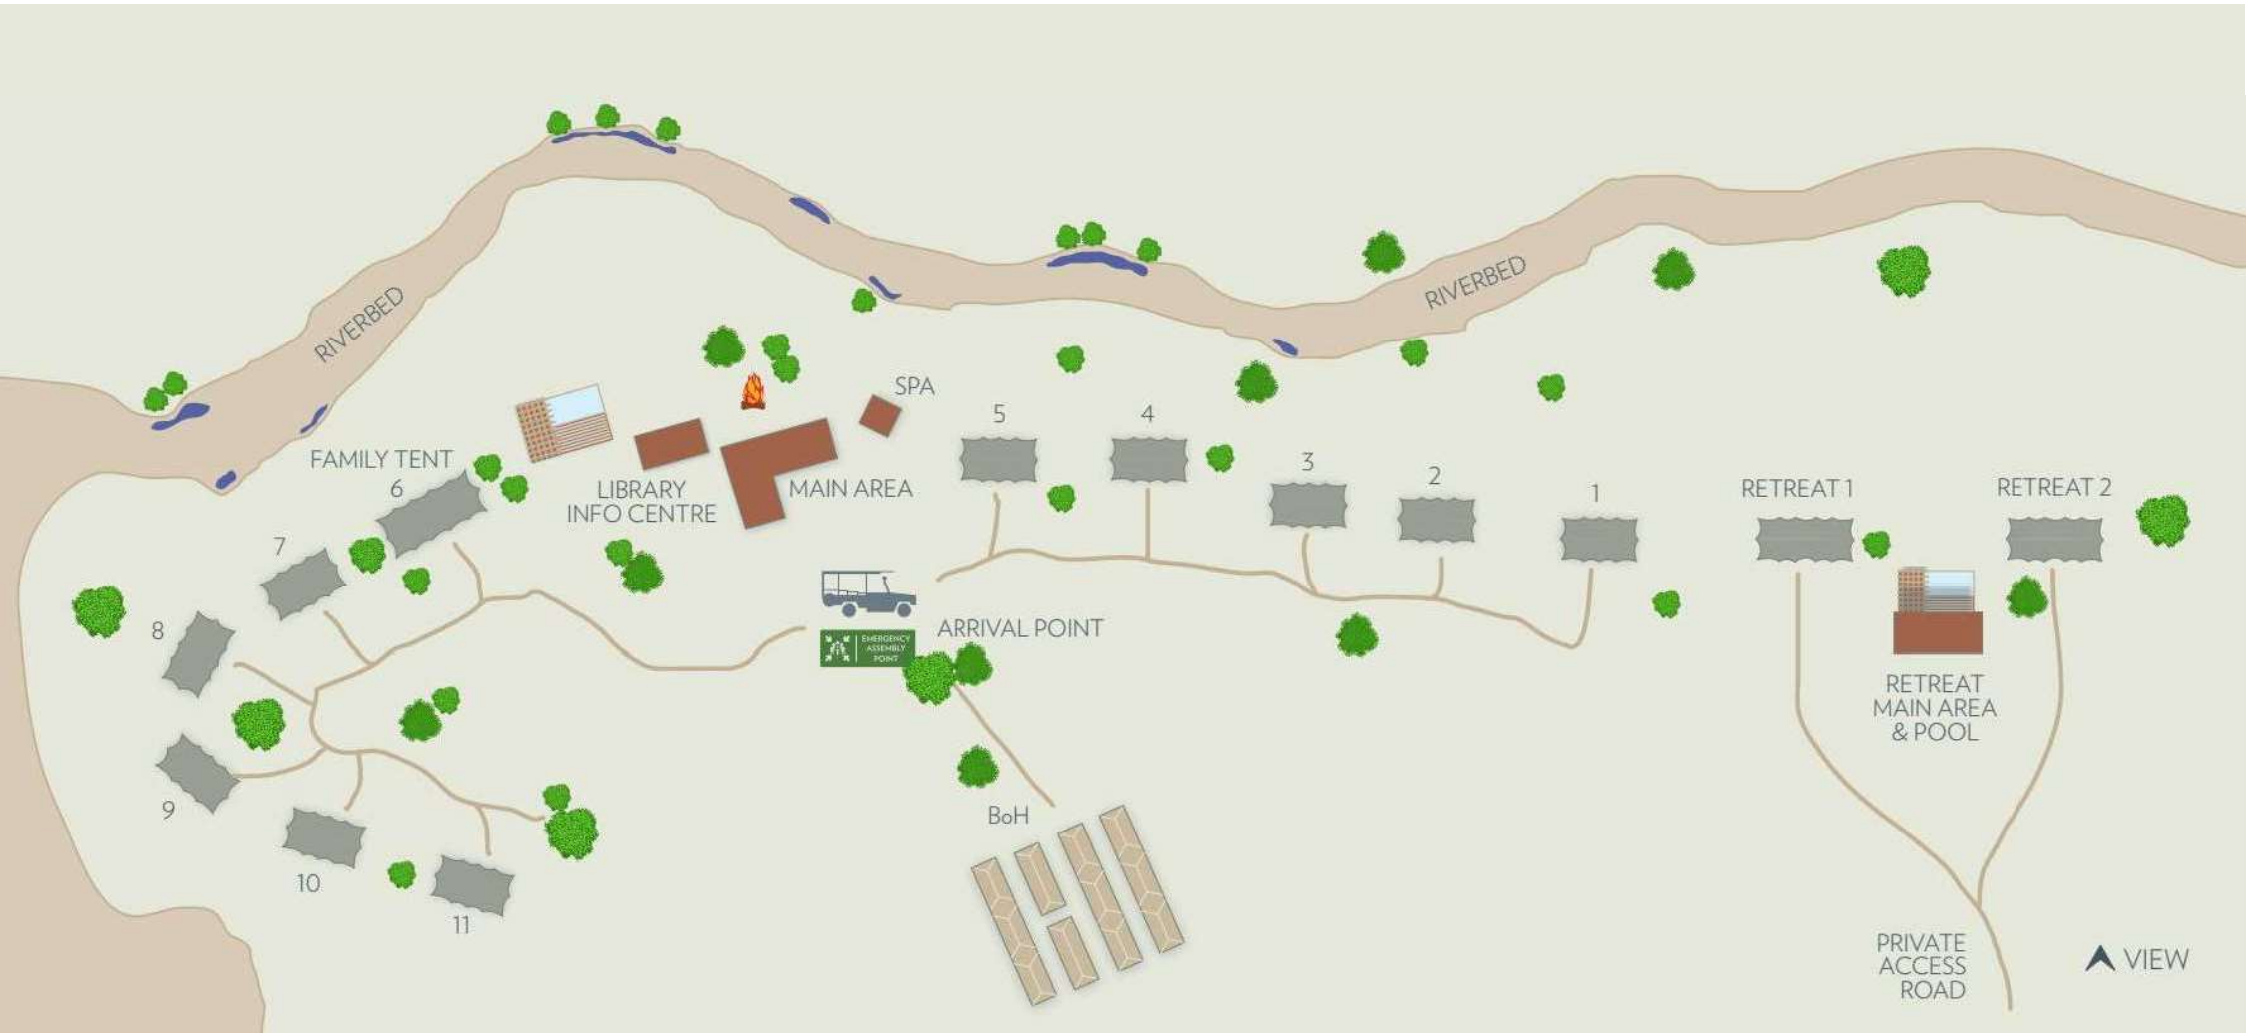 RIVERBED
RIVERBED
SPA
5
4
3
2
1
RETREAT 1
RETREAT 2
FAMILY TENT
6
LIBRARY
INFO CENTRE
MAIN AREA
7
8
9
10
11
EMERGENCY
ASSEMBLY
POINT
ARRIVAL POINT
RETREAT
MAIN AREA
& POOL
BoH
PRIVATE
ACCESS
ROAD
VIEW